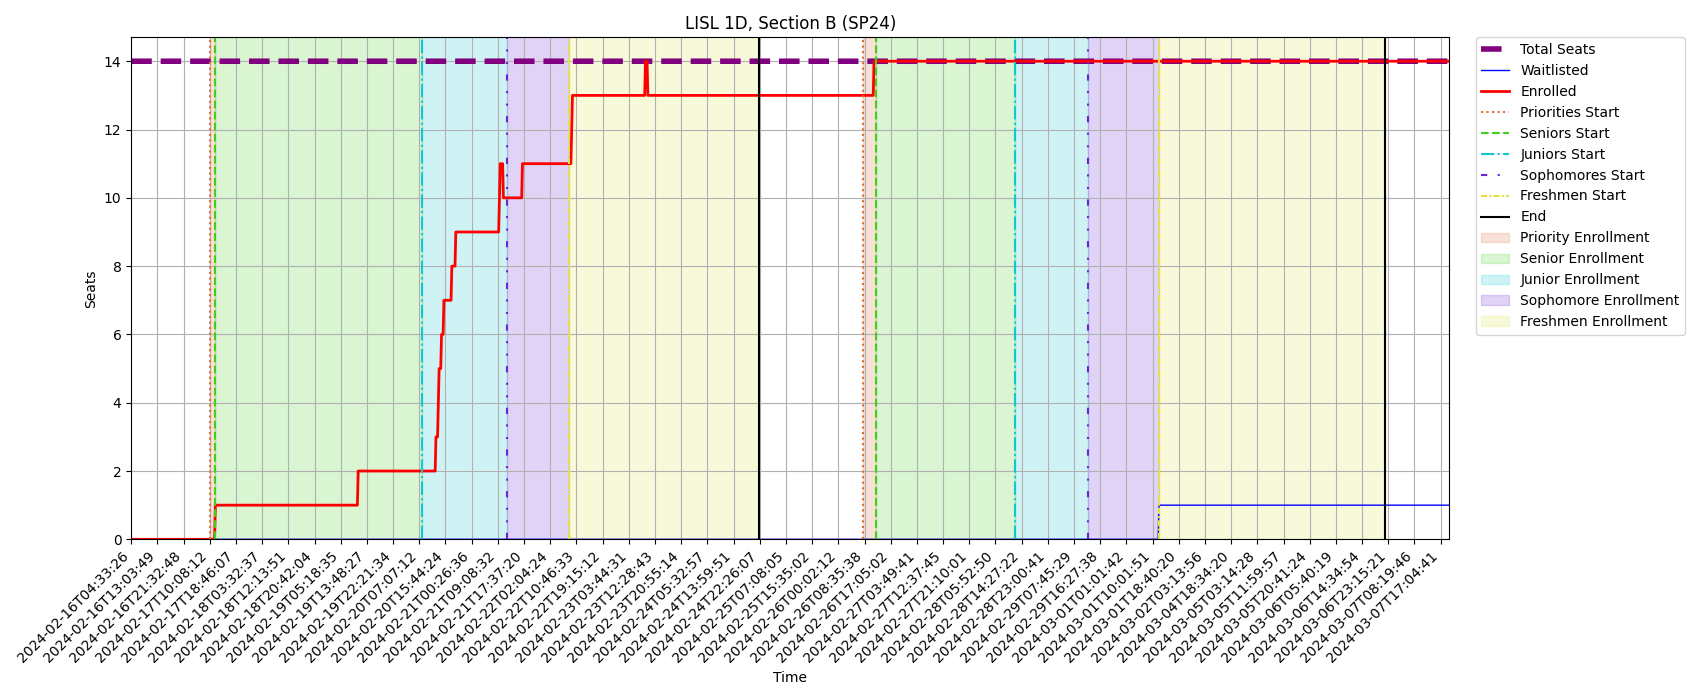 LISL 1D, Section B (SP24)
Seats
14
12
10
8
6
4
2
0
2024-02-16T04:33:26
2024-02-16T13:03:49
2024-02-16T21:32:48
2024-02-17T10:08:12
2024-02-17T18:46:07
2024-02-18T03:32:37
2024-02-18T12:13:51
2024-02-18T20:42:04
2024-02-19T05:18:35
2024-02-19T13:48:27
2024-02-19T22:21:34
2024-02-20T07:07:12
2024-02-20T15:44:24
2024-02-21T00:26:36
2024-02-21T09:08:32
2024-02-21T17:37:20
2024-02-22T02:04:24
2024-02-22T10:46:33
2024-02-22T19:15:12
2024-02-23T03:44:31
2024-02-23T12:28:43
2024-02-23T20:55:14
2024-02-24T05:32:57
2024-02-24T13:59:51
2024-02-24T22:26:07
2024-02-25T07:08:05
2024-02-25T15:35:02
2024-02-26T00:02:12
2024-02-26T08:35:38
2024-02-26T17:05:02
2024-02-27T03:49:41
2024-02-27T12:37:45
2024-02-27T21:10:01
2024-02-28T05:52:50
2024-02-28T14:27:22
2024-02-28T23:00:41
2024-02-29T07:45:29
2024-02-29T16:27:38
2024-03-01T01:01:42
2024-03-01T10:01:51
2024-03-01T18:40:20
2024-03-02T03:13:56
2024-03-04T18:34:20
2024-03-05T03:14:28
2024-03-05T11:59:57
2024-03-05T20:41:24
2024-03-06T05:40:19
2024-03-06T14:34:54
2024-03-06T23:15:21
2024-03-07T08:19:46
2024-03-07T17:04:41
Time
Total Seats
Waitlisted
Enrolled
Priorities Start
Seniors Start
Juniors Start
Sophomores Start
Freshmen Start
End
Priority Enrollment
Senior Enrollment
Junior Enrollment
Sophomore Enrollment
Freshmen Enrollment